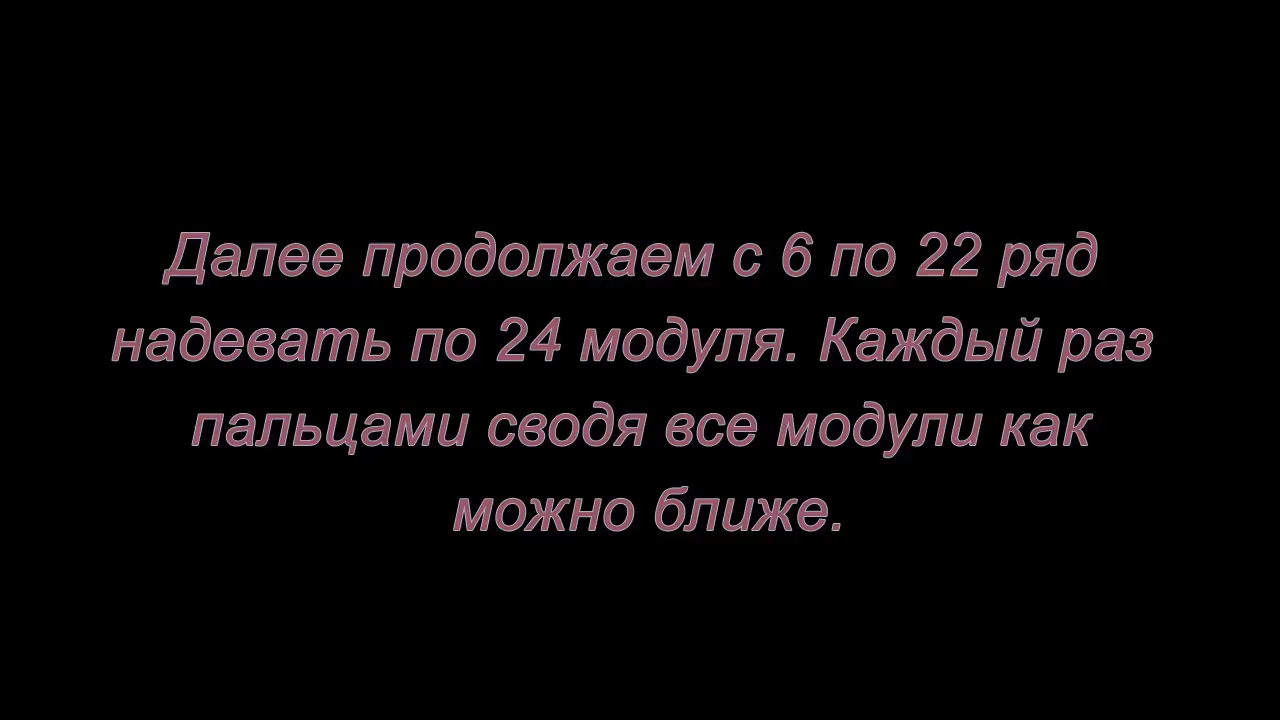 Далее продолжаем с 6 по 22 ряд
надевать по 24 модуля. Каждый раз
пальцами сводя все модули как
можно ближе.